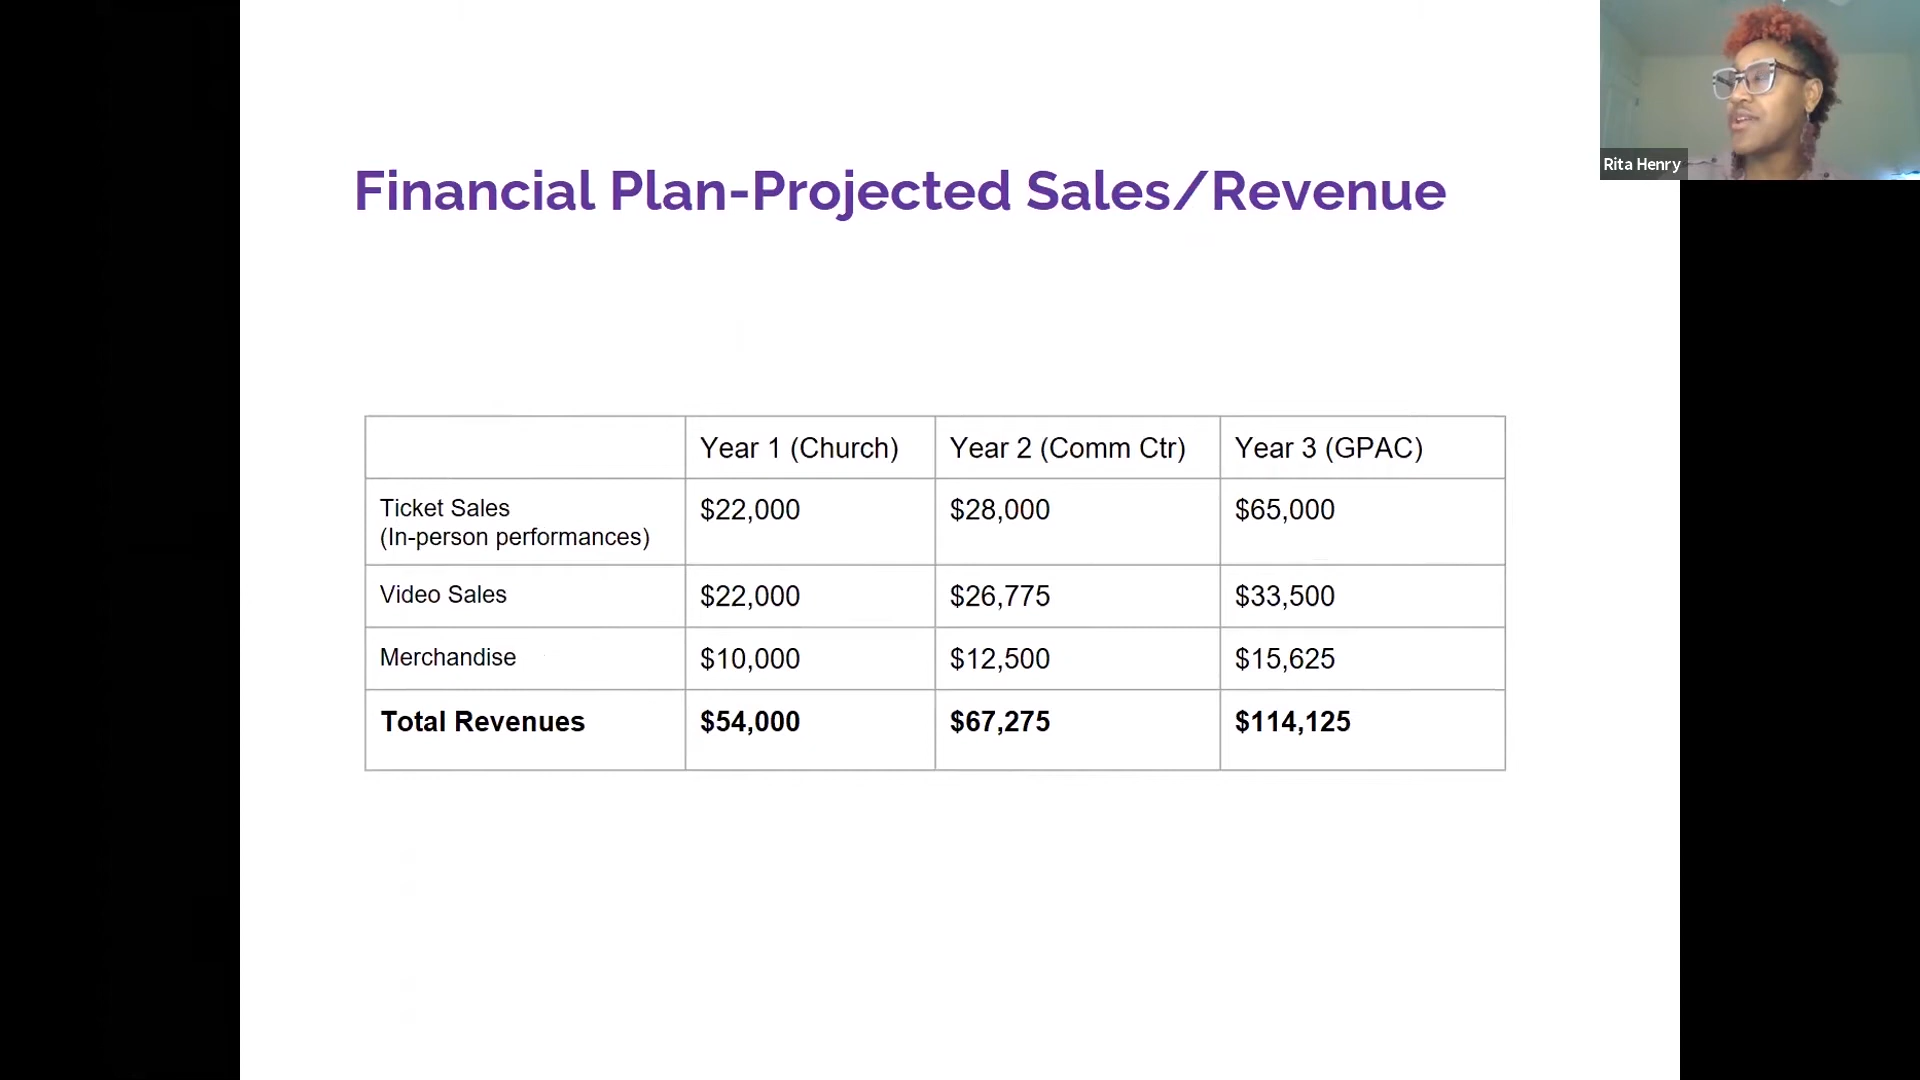 Rita Henry
Financial Plan-Projected Sales/Revenue
Year 1 (Church) Year 2 (Comm Ctr) Year 3 (GPAC)
Ticket Sales
(In-person performances) $22,000 $28,000 $65,000
Video Sales $22,000 $26,775 $33,500
Merchandise $10,000 $12,500 $15,625
Total Revenues $54,000 $67,275 $114,125